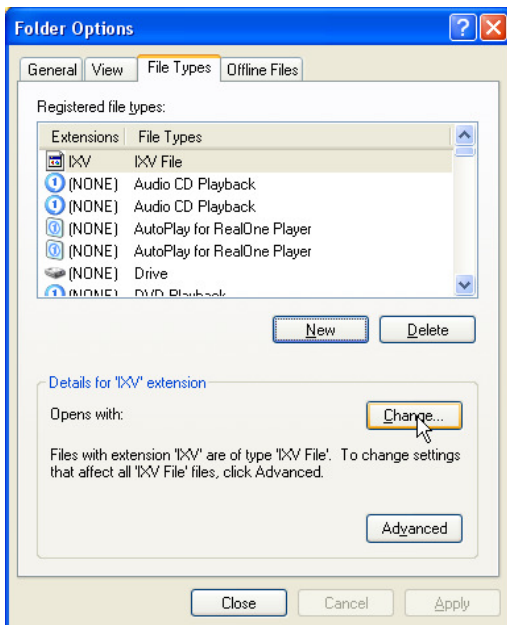 Folder Options
General View File Types Offline Files
Registered file types:
Extensions File Types
IXV IXV File
(NONE) Audio CD Playback
(NONE) Audio CD Playback
(NONE) AutoPlay for RealOne Player
(NONE) AutoPlay for RealOne Player
(NONE) Drive
(NONE) DVD Playback
New Delete
Details for 'IXV' extension
Opens with: Change...
Files with extension 'IXV' are of type 'IXV File'. To change settings
that affect all 'IXV File' files, click Advanced.
Advanced
Close Cancel Apply